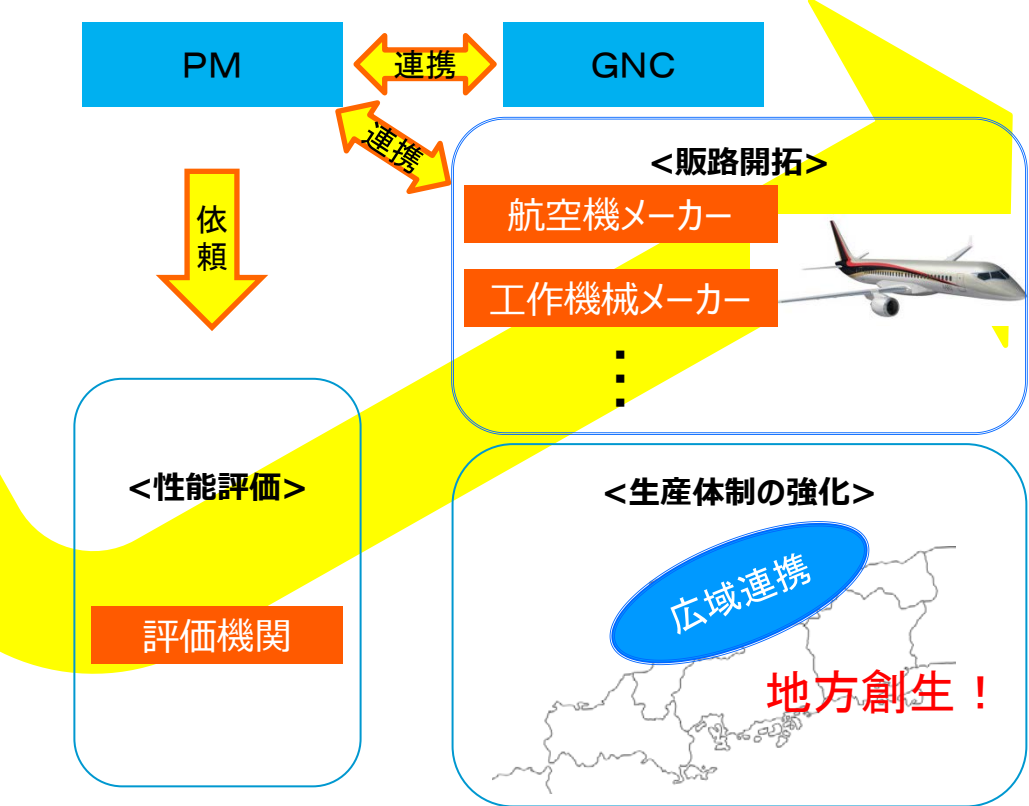 PM
連携
GNC
連携
依頼
<販路開拓>
航空機メーカー
工作機械メーカー
⋮
<性能評価>
評価機関
<生産体制の強化>
広域連携
地方創生！